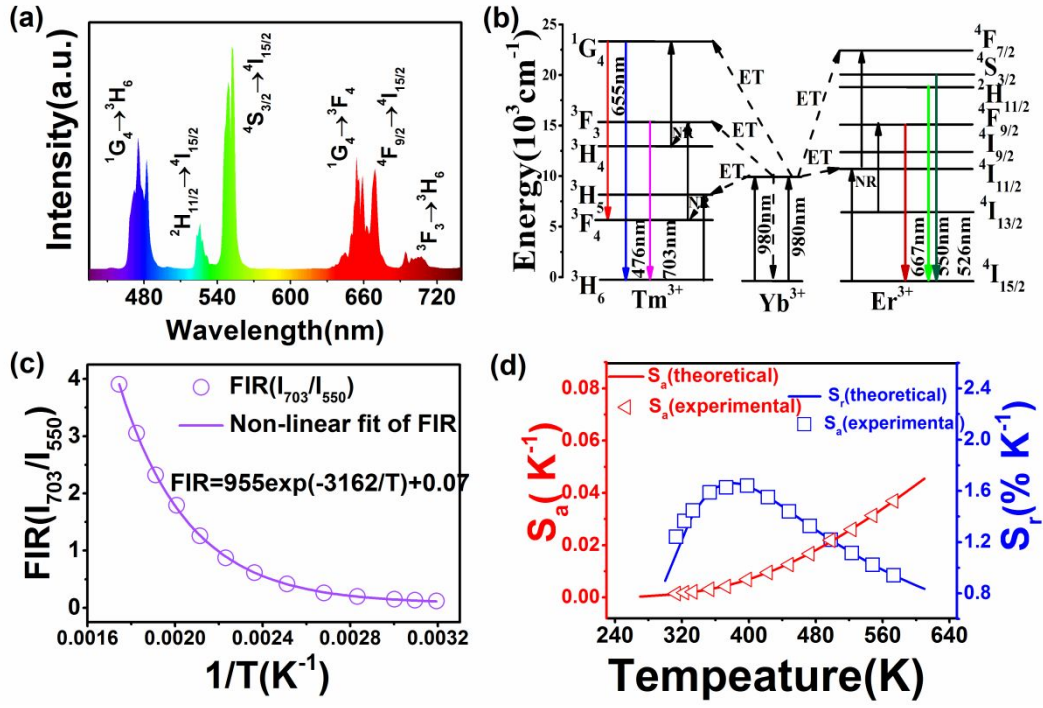 (a)
Intensity(a.u.)
¹G₄→³H₆
²H₁₁/₂→⁴I₁₅/₂
⁴S₃/₂→⁴I₁₅/₂
¹G₄→³F₄
⁴F₉/₂→⁴I₁₅/₂
³F₃→³H₆
480 540 600 660 720
Wavelength(nm)
(b)
Energy(10³cm⁻¹)
25
20
15
10
5
0
¹G₄
³F₃
³H₄
³H₅
³F₄
³H₆
655nm
476nm
703nm
NR
NR
ET
ET
ET
ET
980nm
980nm
NR
667nm
550nm
526nm
⁴F₇/₂
⁴S₃/₂
²H₁₁/₂
⁴F₉/₂
⁴I₉/₂
⁴I₁₁/₂
⁴I₁₃/₂
⁴I₁₅/₂
Tm³⁺ Yb³⁺ Er³⁺
(c)
FIR(I₇₀₃/I₅₅₀)
4
3
2
1
0
FIR(I₇₀₃/I₅₅₀)
Non-linear fit of FIR
FIR=955exp(-3162/T)+0.07
0.0016 0.0020 0.0024 0.0028 0.0032
1/T(K⁻¹)
(d)
Sₐ( K⁻¹)
0.08
0.06
0.04
0.02
0.00
Sₐ(theoretical)
Sₐ(experimental)
Sᵣ(theoretical)
Sₐ(experimental)
2.4
2.0
1.6
1.2
0.8
Sᵣ(% K⁻¹)
240 320 400 480 560 640
Tempeature(K)